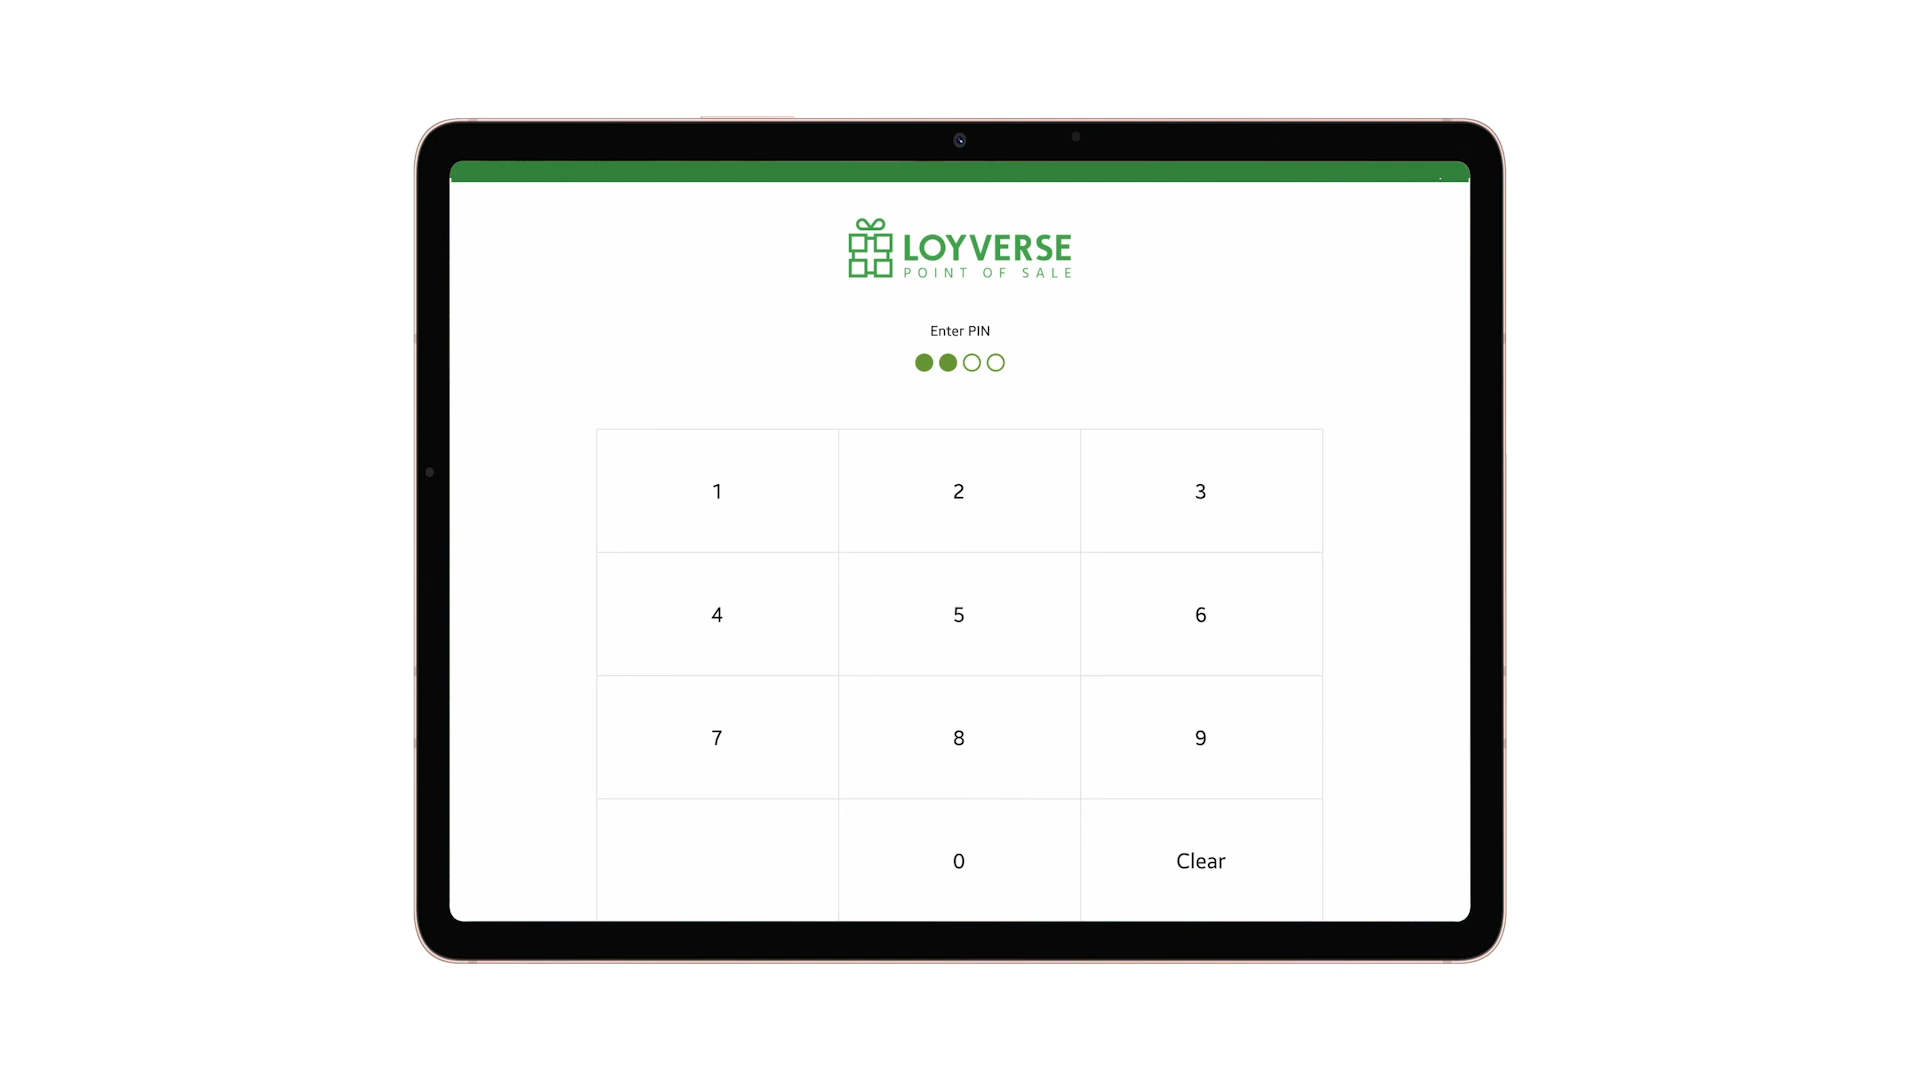 LOYVERSE
POINT OF SALE
Enter PIN
1 2 3
4 5 6
7 8 9
0 Clear